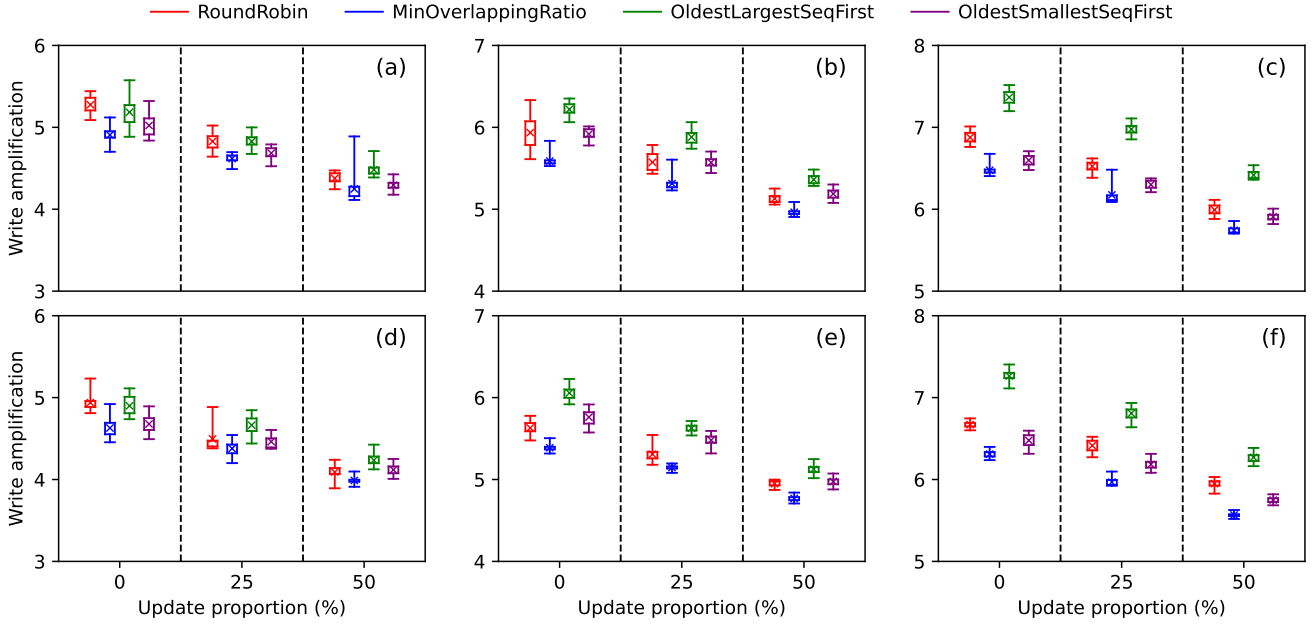 RoundRobin MinOverlappingRatio OldestLargestSeqFirst OldestSmallestSeqFirst
6 7 8
(a) (b) (c)
5 6 7
Write amplification
4 5 6
3 4 5
6 7 8
(d) (e) (f)
5 6 7
Write amplification
4 5 6
3 4 5
0 25 50 0 25 50 0 25 50
Update proportion (%) Update proportion (%) Update proportion (%)